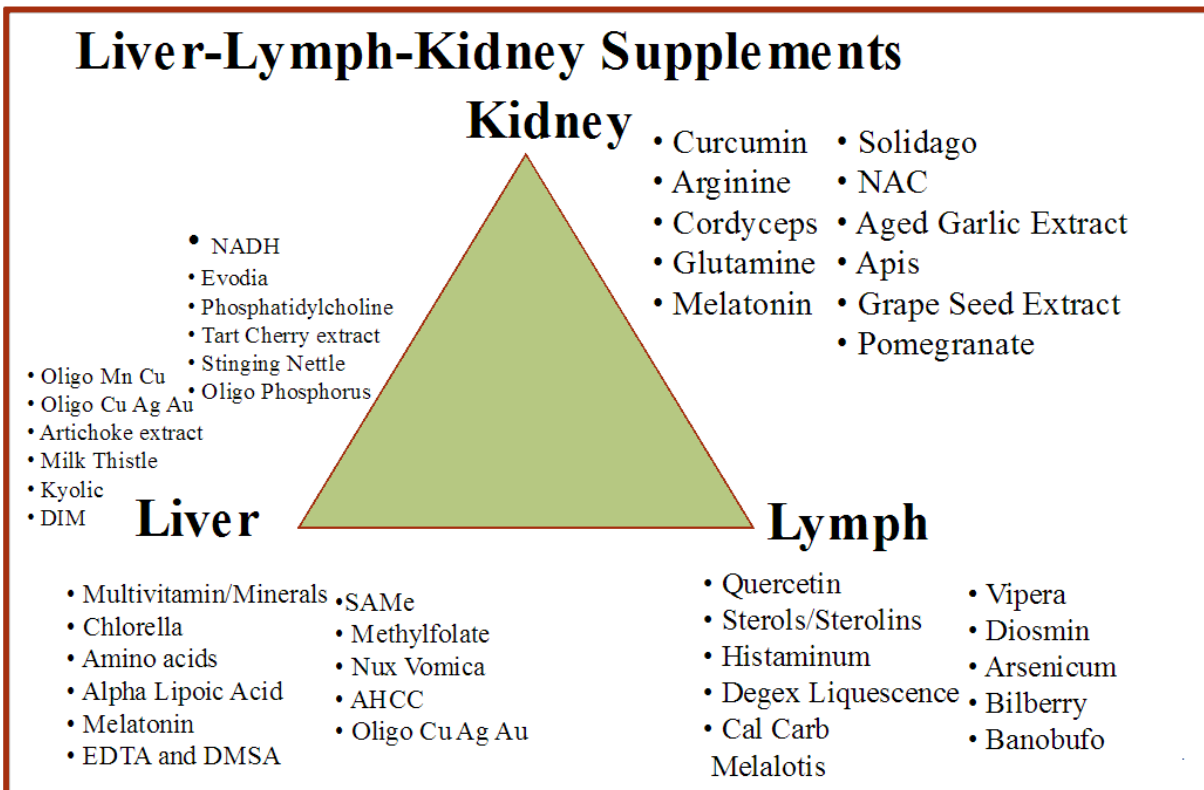 Liver-Lymph-Kidney Supplements
Kidney
• Curcumin
• Arginine
• Cordyceps
• Glutamine
• Melatonin
• Solidago
• NAC
• Aged Garlic Extract
• Apis
• Grape Seed Extract
• Pomegranate
• NADH
• Evodia
• Phosphatidylcholine
• Tart Cherry extract
• Stinging Nettle
• Oligo Phosphorus
• Oligo Mn Cu
• Oligo Cu Ag Au
• Artichoke extract
• Milk Thistle
• Kyolic
• DIM
Liver
• Multivitamin/Minerals
• Chlorella
• Amino acids
• Alpha Lipoic Acid
• Melatonin
• EDTA and DMSA
• SAMe
• Methylfolate
• Nux Vomica
• AHCC
• Oligo Cu Ag Au
Lymph
• Quercetin
• Sterols/Sterolins
• Histaminum
• Degex Liquescence
• Cal Carb
Melalotis
• Vipera
• Diosmin
• Arsenicum
• Bilberry
• Banobufo